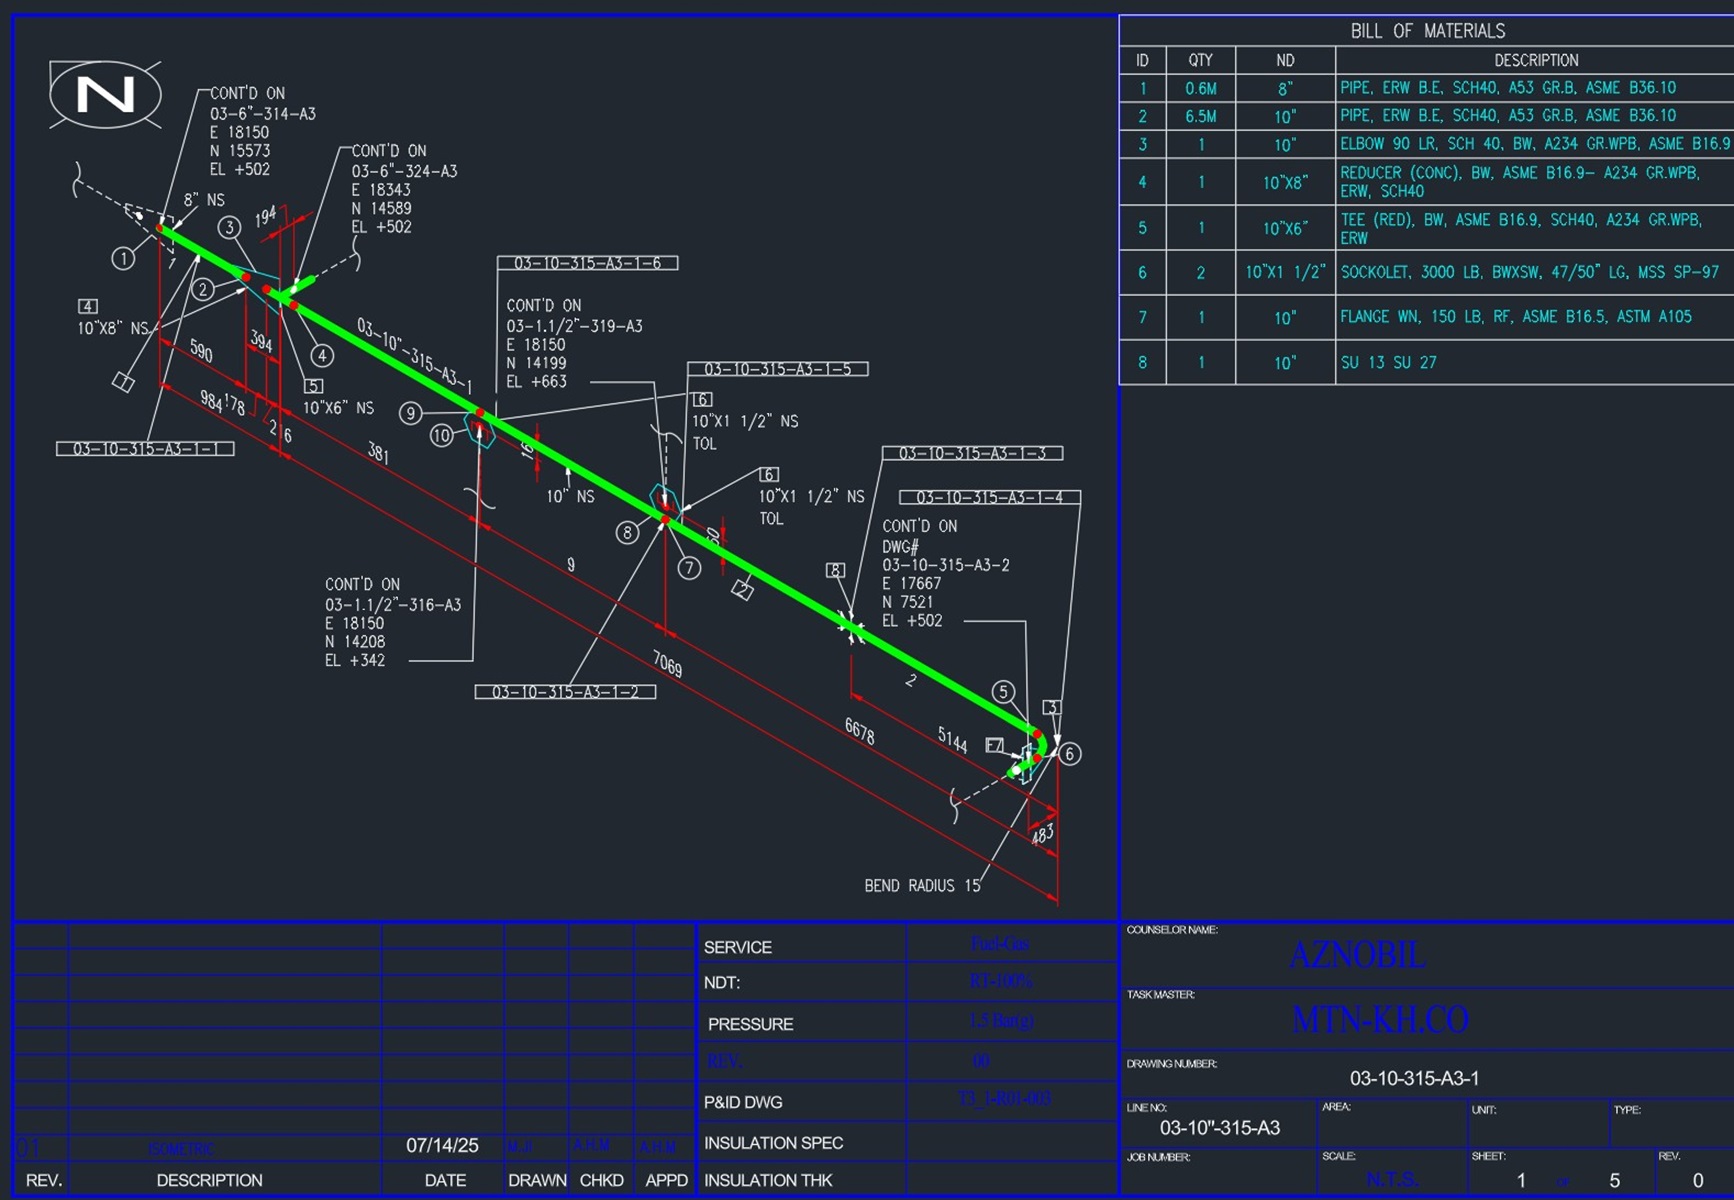 N
CONT'D ON
03-6"-314-A3
E 18150
N 15573
EL +502
CONT'D ON
03-6"-324-A3
E 18343
N 14589
EL +502
8" NS
194
3
1
1
2
4
10"X8" NS
590
394
4
03-10"-315-A3-1
5
10"X6" NS
1
984
178
216
03-10-315-A3-1-1
381
03-10-315-A3-1-6
CONT'D ON
03-1.1/2"-319-A3
E 18150
N 14199
EL +663
9
10
03-10-315-A3-1-5
6
10"X1 1/2" NS
TOL
10" NS
6
10"X1 1/2" NS
TOL
8
7
9
2
03-10-315-A3-1-3
03-10-315-A3-1-4
CONT'D ON
DWG#
03-10-315-A3-2
E 17667
N 7521
EL +502
8
CONT'D ON
03-1.1/2"-316-A3
E 18150
N 14208
EL +342
03-10-315-A3-1-2
7069
2
5
3
6678
5144
F7
6
483
BEND RADIUS 15
BILL OF MATERIALS
ID QTY ND DESCRIPTION
1 0.6M 8" PIPE, ERW B.E, SCH40, A53 GR.B, ASME B36.10
2 6.5M 10" PIPE, ERW B.E, SCH40, A53 GR.B, ASME B36.10
3 1 10" ELBOW 90 LR, SCH 40, BW, A234 GR.WPB, ASME B16.9
4 1 10"X8" REDUCER (CONC), BW, ASME B16.9- A234 GR.WPB,
ERW, SCH40
5 1 10"X6" TEE (RED), BW, ASME B16.9, SCH40, A234 GR.WPB,
ERW
6 2 10"X1 1/2" SOCKOLET, 3000 LB, BWXSW, 47/50" LG, MSS SP-97
7 1 10" FLANGE WN, 150 LB, RF, ASME B16.5, ASTM A105
8 1 10" SU 13 SU 27
01 ISOMETRIC 07/14/25 M.JI A.H.M A.H.M
REV. DESCRIPTION DATE DRAWN CHKD APPD
SERVICE Fuel-Gas
NDT: RT-100%
PRESSURE 1.5 Bar(g)
REV. 00
P&ID DWG T3_1-R01-003
INSULATION SPEC
INSULATION THK
COUNSELOR NAME:
AZNOBIL
TASK MASTER:
MTN-KH.CO
DRAWING NUMBER:
03-10-315-A3-1
LINE NO: AREA: UNIT: TYPE:
03-10"-315-A3
JOB NUMBER: SCALE: SHEET: REV.
N.T.S. 1 OF 5 0